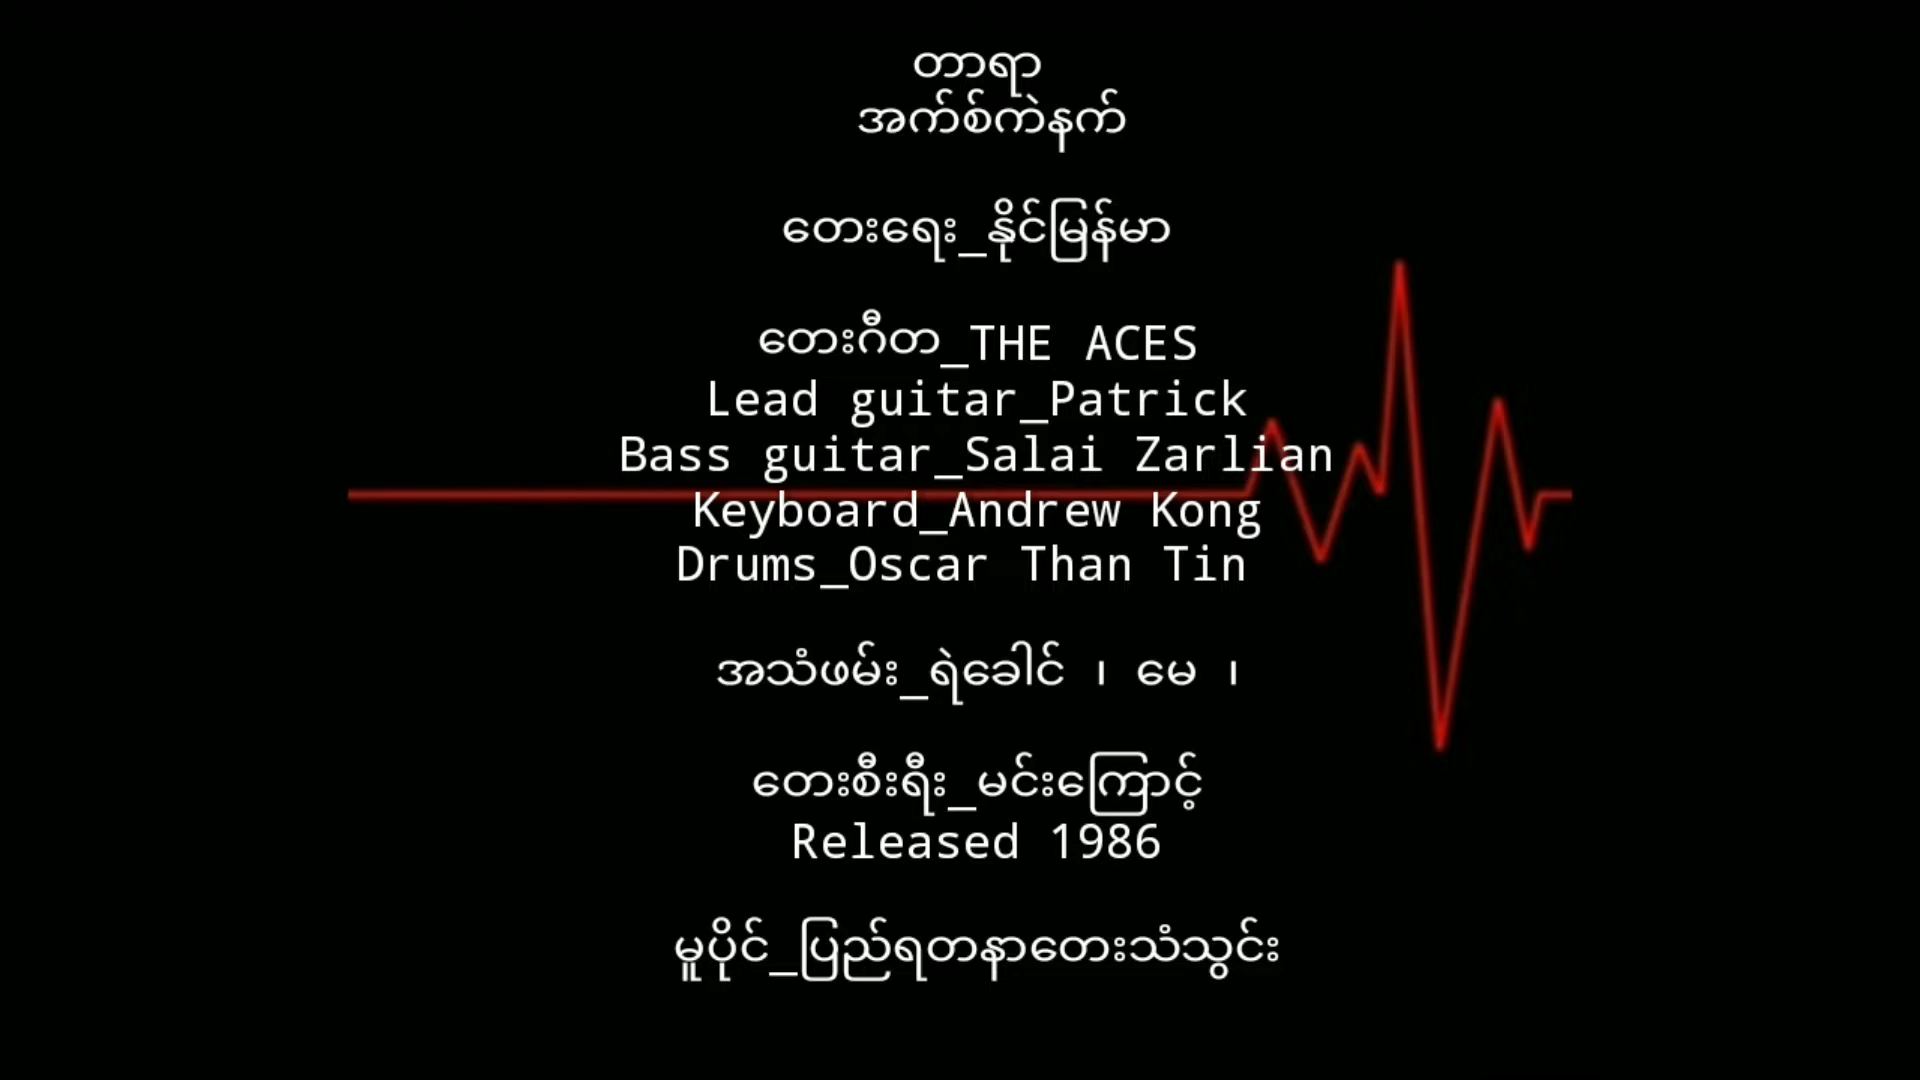 တာရာ
အက်စ်ကဲနက်
တေးရေး_နိုင်မြန်မာ
တေးဂီတ_THE ACES
Lead guitar_Patrick
Bass guitar_Salai Zarlian
Keyboard_Andrew Kong
Drums_Oscar Than Tin
အသံဖမ်း_ရဲခေါင် ၊ မေ ၊
တေးစီးရီး_မင်းကြောင့်
Released 1986
မူပိုင်_ပြည်ရတနာတေးသံသွင်း